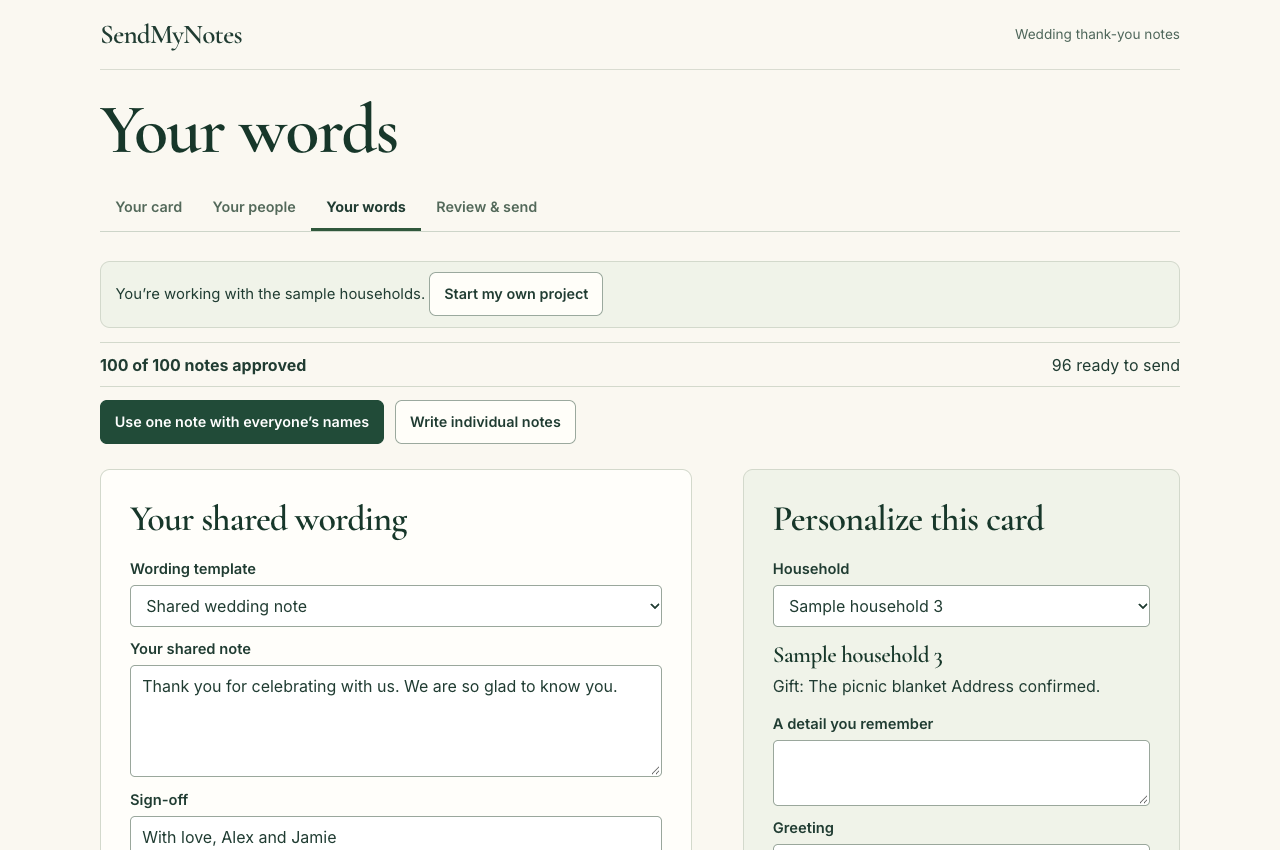 SendMyNotes
Wedding thank-you notes
Your words
Your card
Your people
Your words
Review & send
You’re working with the sample households.
Start my own project
100 of 100 notes approved
96 ready to send
Use one note with everyone’s names
Write individual notes
Your shared wording
Wording template
Shared wedding note
Your shared note
Thank you for celebrating with us. We are so glad to know you.
Sign-off
With love, Alex and Jamie
Personalize this card
Household
Sample household 3
Sample household 3
Gift: The picnic blanket Address confirmed.
A detail you remember
Greeting